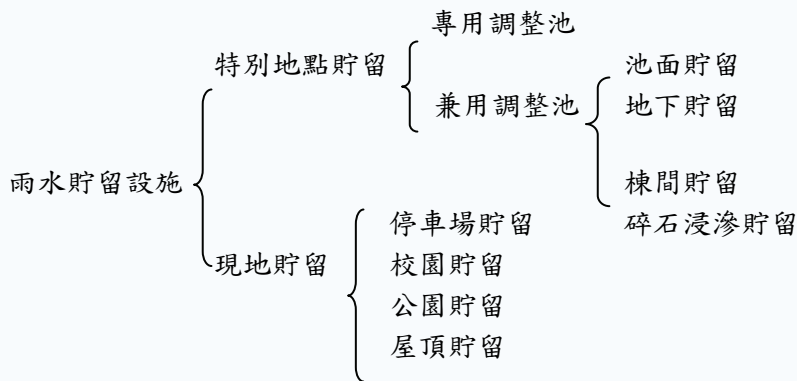 專用調整池
特別地點貯留
池面貯留
兼用調整池
地下貯留
雨水貯留設施
棟間貯留
停車場貯留
碎石浸滲貯留
現地貯留
校園貯留
公園貯留
屋頂貯留